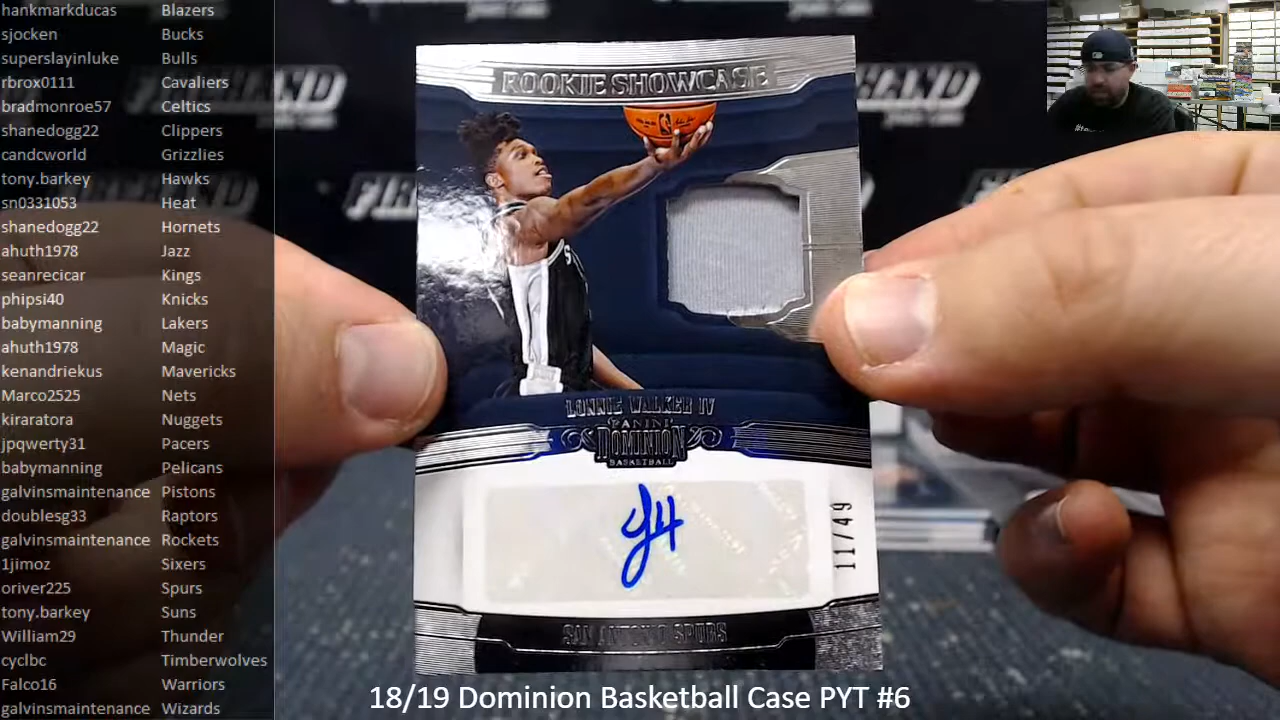 hankmarkducas Blazers
sjocken Bucks
superslayinluke Bulls
rbrox0111 Cavaliers
bradmonroe57 Celtics
shanedogg22 Clippers
candcworld Grizzlies
tony.barkey Hawks
sn0331053 Heat
shanedogg22 Hornets
ahuth1978 Jazz
seanrecicar Kings
phipsi40 Knicks
babymanning Lakers
ahuth1978 Magic
kenandriekus Mavericks
Marco2525 Nets
kiraratora Nuggets
jpqwerty31 Pacers
babymanning Pelicans
galvinsmaintenance Pistons
doublesg33 Raptors
galvinsmaintenance Rockets
1jimoz Sixers
oriver225 Spurs
tony.barkey Suns
William29 Thunder
cyclbc Timberwolves
Falco16 Warriors
galvinsmaintenance Wizards
ROOKIE SHOWCASE
LONNIE WALKER IV
PANINI
DOMINION
BASKETBALL
11/49
SAN ANTONIO SPURS
18/19 Dominion Basketball Case PYT #6